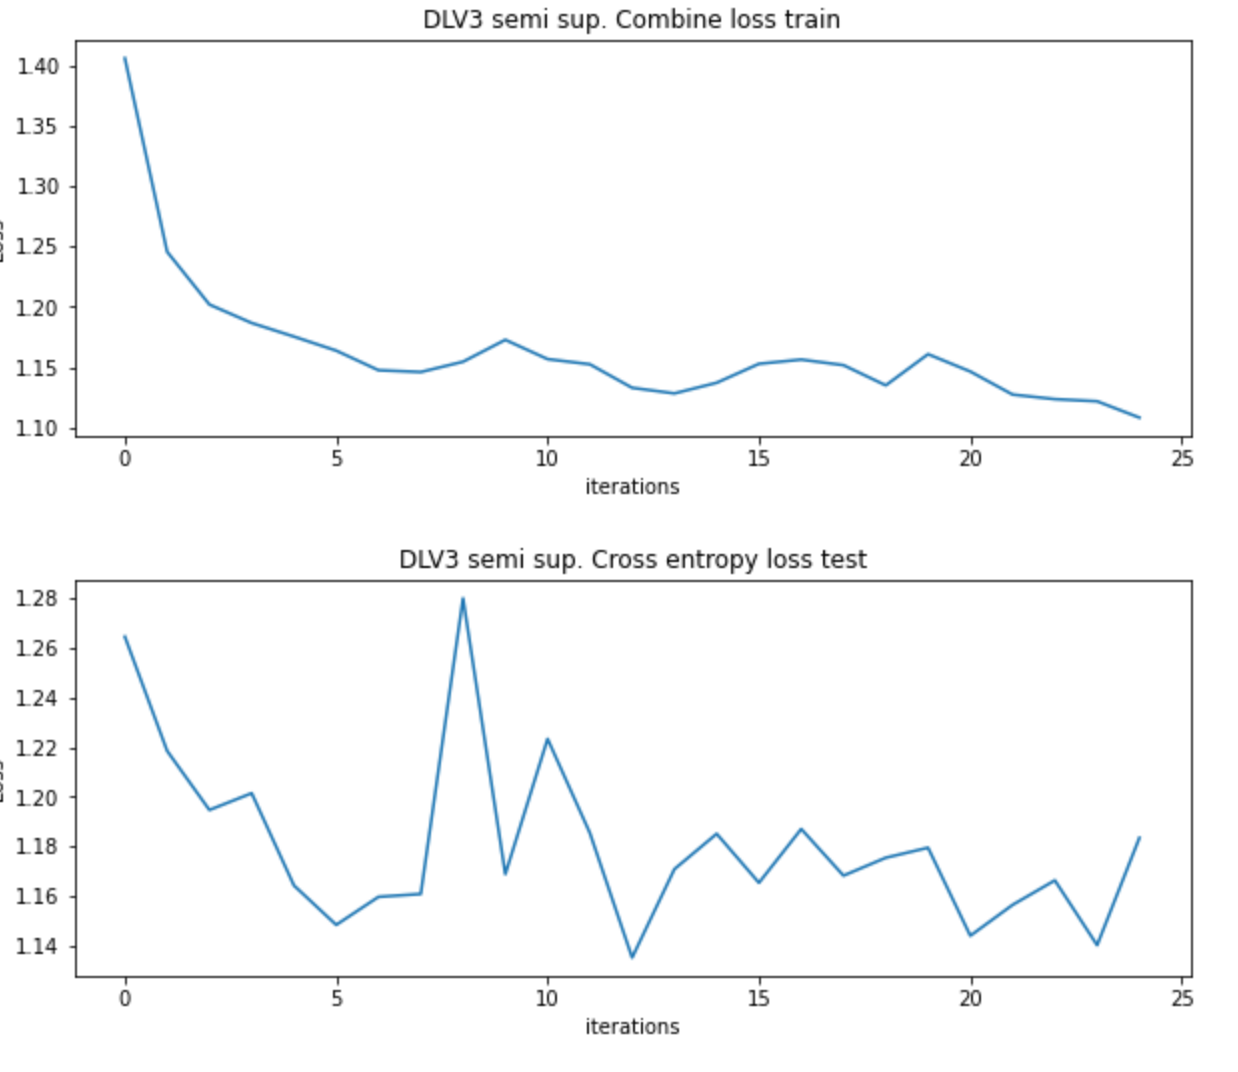 DLV3 semi sup. Combine loss train
1.40
1.35
1.30
1.25
1.20
1.15
1.10
0 5 10 15 20 25
iterations
DLV3 semi sup. Cross entropy loss test
1.28
1.26
1.24
1.22
1.20
1.18
1.16
1.14
0 5 10 15 20 25
iterations